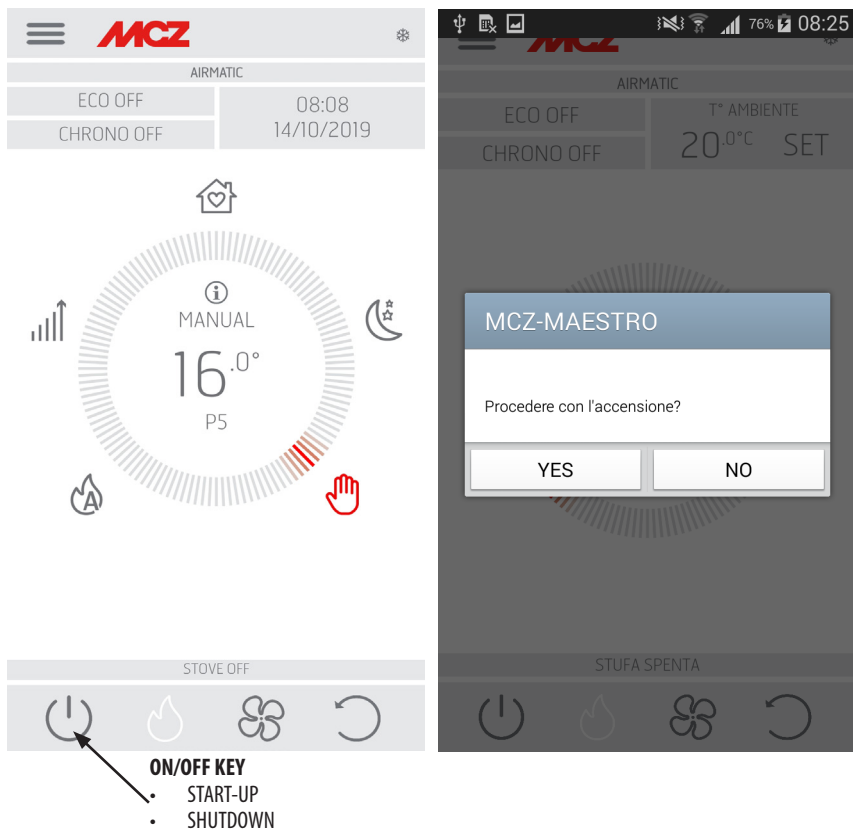 MCZ
AIRMATIC
ECO OFF
CHRONO OFF
08:08
14/10/2019
MANUAL
16.0°
P5
A
STOVE OFF
ON/OFF KEY
• START-UP
• SHUTDOWN
76% 08:25
MCZ
AIRMATIC
ECO OFF
CHRONO OFF
T° AMBIENTE
20.0°C SET
MCZ-MAESTRO
Procedere con l'accensione?
YES NO
STUFA SPENTA